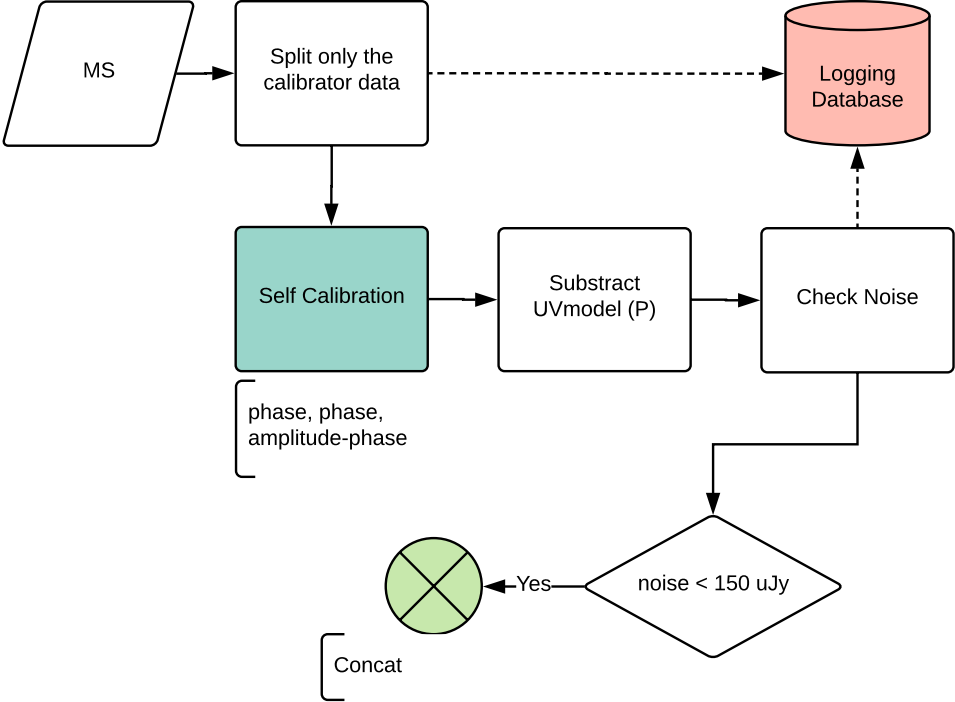 MS
Split only the
calibrator data
Logging
Database
Self Calibration
Substract
UVmodel (P)
Check Noise
phase, phase,
amplitude-phase
noise < 150 uJy
Yes
Concat